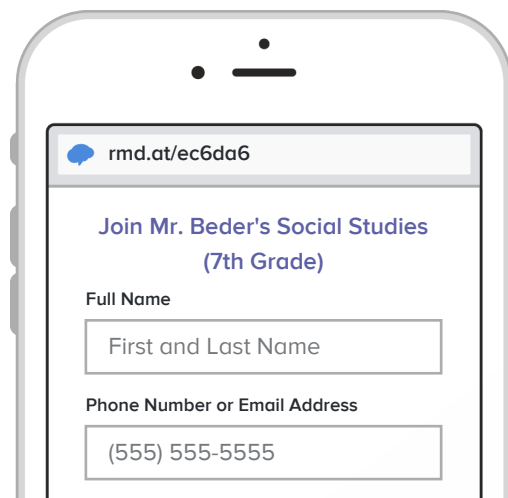 rmd.at/ec6da6
Join Mr. Beder's Social Studies
(7th Grade)
Full Name
First and Last Name
Phone Number or Email Address
(555) 555-5555